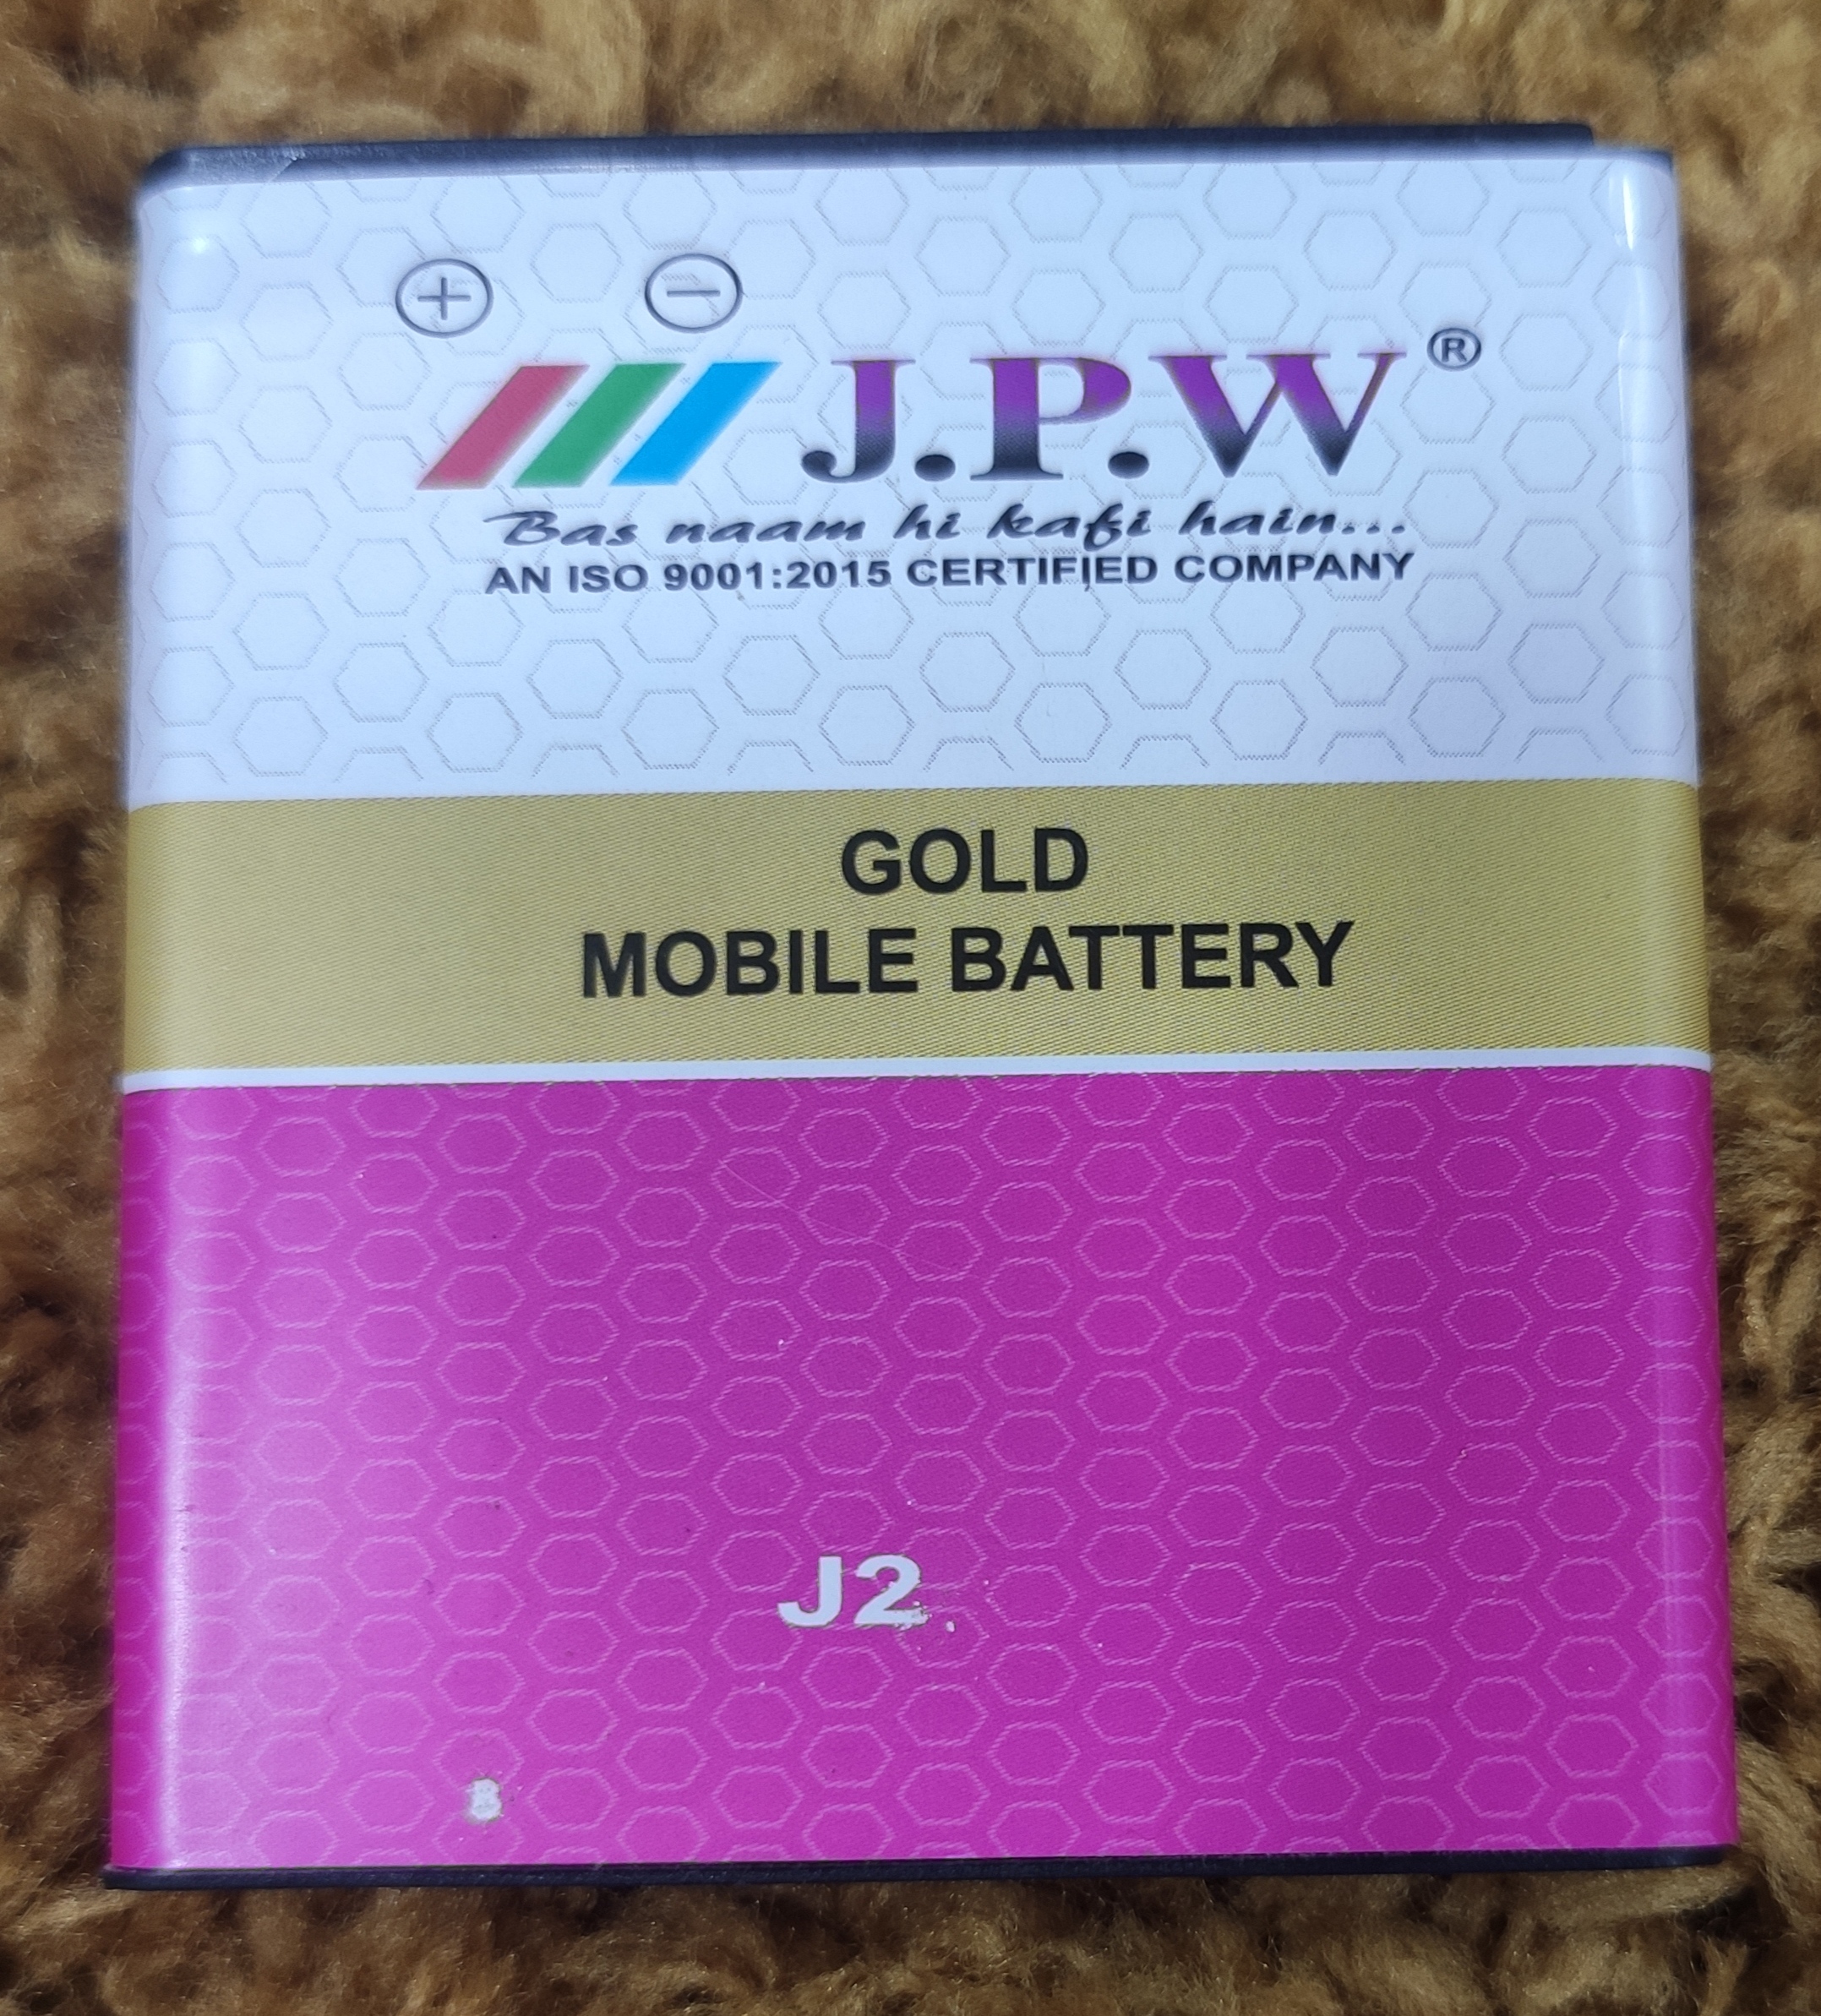 + -
J.P.W ®
Bas naam hi kafi hain...
AN ISO 9001:2015 CERTIFIED COMPANY
GOLD
MOBILE BATTERY
J2